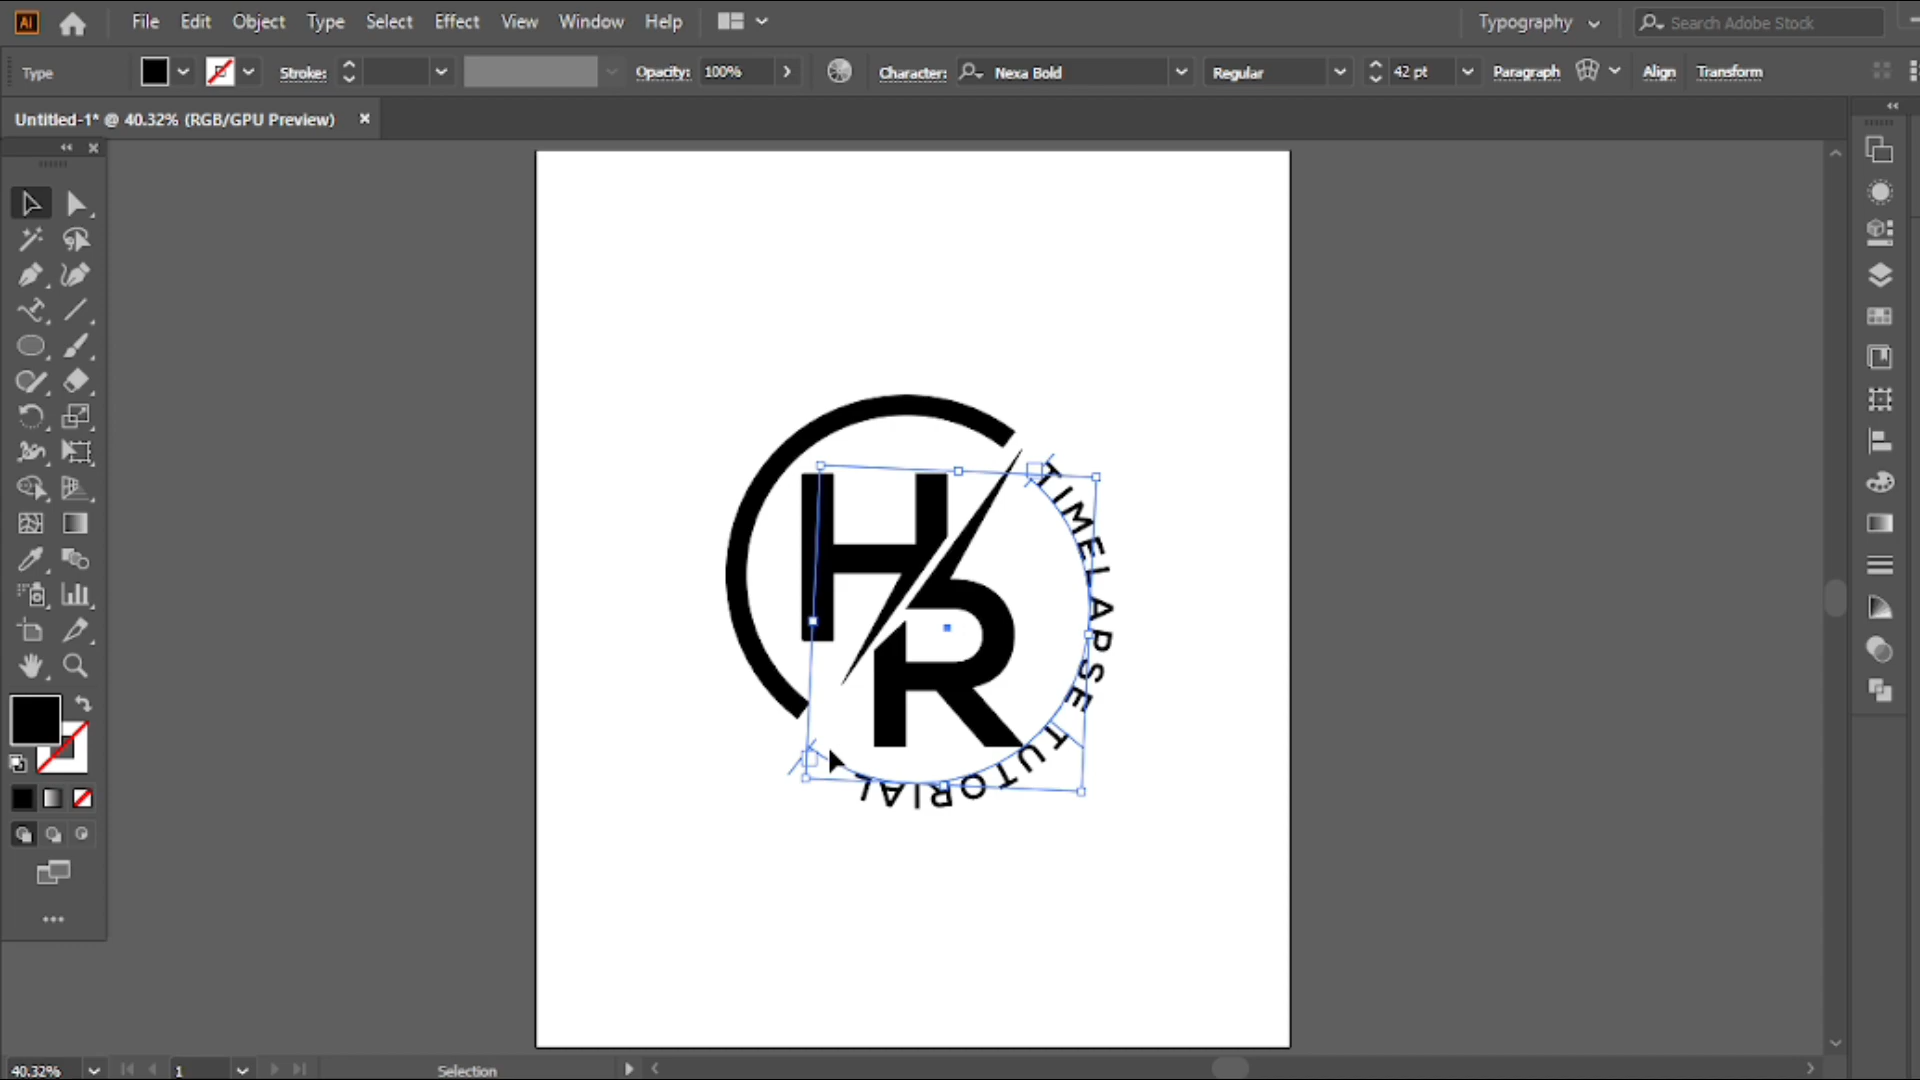 Ai File Edit Object Type Select Effect View Window Help Typography Search Adobe Stock
Type Stroke: Opacity: 100% Character: Nexa Bold Regular 42 pt Paragraph Align Transform
Untitled-1* @ 40.32% (RGB/GPU Preview)
HR
TIMELAPSE TUTORIAL
40.32% 1 Selection